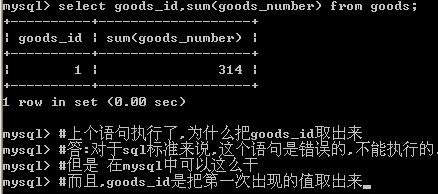 mysql> select goods_id,sum(goods_number) from goods;
+----------+-------------------+
| goods_id | sum(goods_number) |
+----------+-------------------+
| 1 | 314 |
+----------+-------------------+
1 row in set (0.00 sec)
mysql> #上个语句执行了,为什么把goods_id取出来
mysql> #答:对于sql标准来说,这个语句是错误的,不能执行的.
mysql> #但是 在mysql中可以这么干
mysql> #而且,goods_id是把第一次出现的值取出来